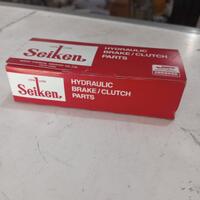 Seiken
HYDRAULIC
BRAKE/CLUTCH
PARTS
Seiken
HYDRAULIC
BRAKE/CLUTCH
PARTS